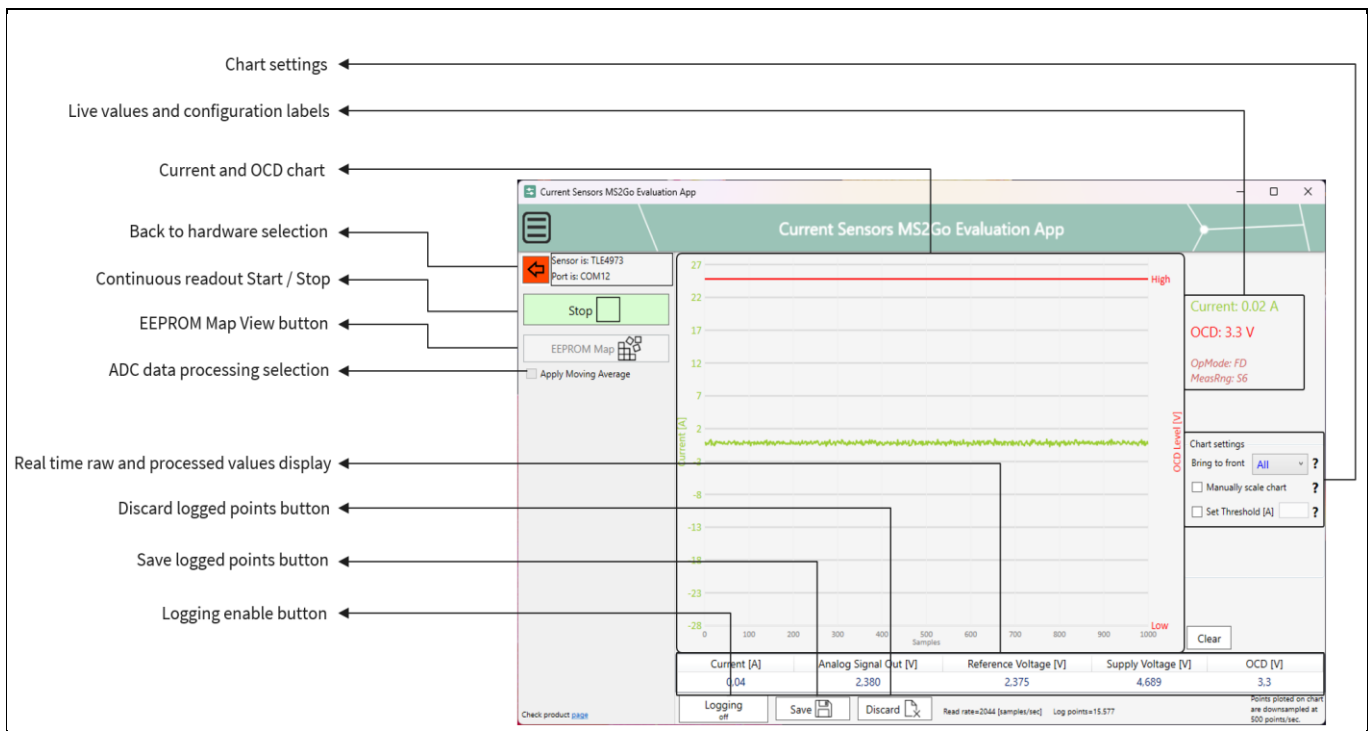 Chart settings
Live values and configuration labels
Current and OCD chart
Back to hardware selection
Continuous readout Start / Stop
EEPROM Map View button
ADC data processing selection
Real time raw and processed values display
Discard logged points button
Save logged points button
Logging enable button
Current Sensors MS2Go Evaluation App
Current Sensors MS2Go Evaluation App
Sensor is: TLE4973
Port is: COM12
Stop
EEPROM Map
Apply Moving Average
Check product page
27
22
17
12
7
2
-3
-8
-13
-18
-23
-28
Current [A]
High
Low
OCD Level [V]
0 100 200 300 400 500 600 700 800 900 1000
Samples
Current: 0.02 A
OCD: 3.3 V
OpMode: FD
MeasRng: S6
Chart settings
Bring to front All ?
Manually scale chart ?
Set Threshold [A] ?
Clear
Current [A] Analog Signal Out [V] Reference Voltage [V] Supply Voltage [V] OCD [V]
0.04 2,380 2,375 4,689 3,3
Logging
off
Save
Discard
Read rate=2044 [samples/sec] Log points=15.577
Points ploted on chart
are downsampled at
500 points/sec.